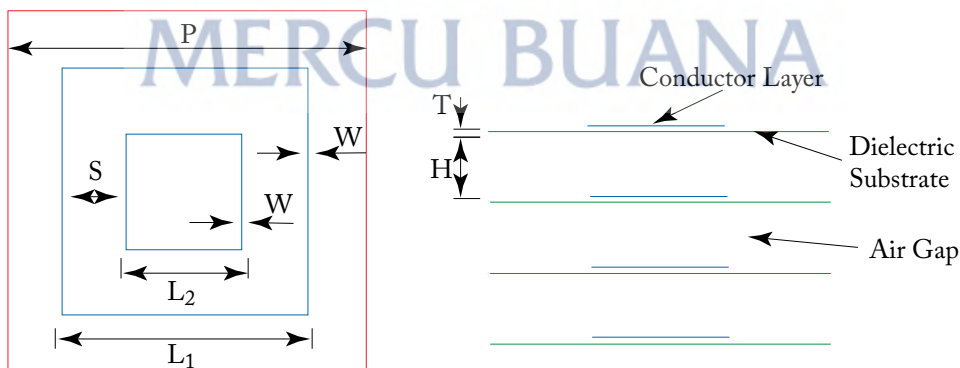 MERCU BUANA
P
W
S
W
L2
L1
Conductor Layer
T
Dielectric
Substrate
H
Air Gap